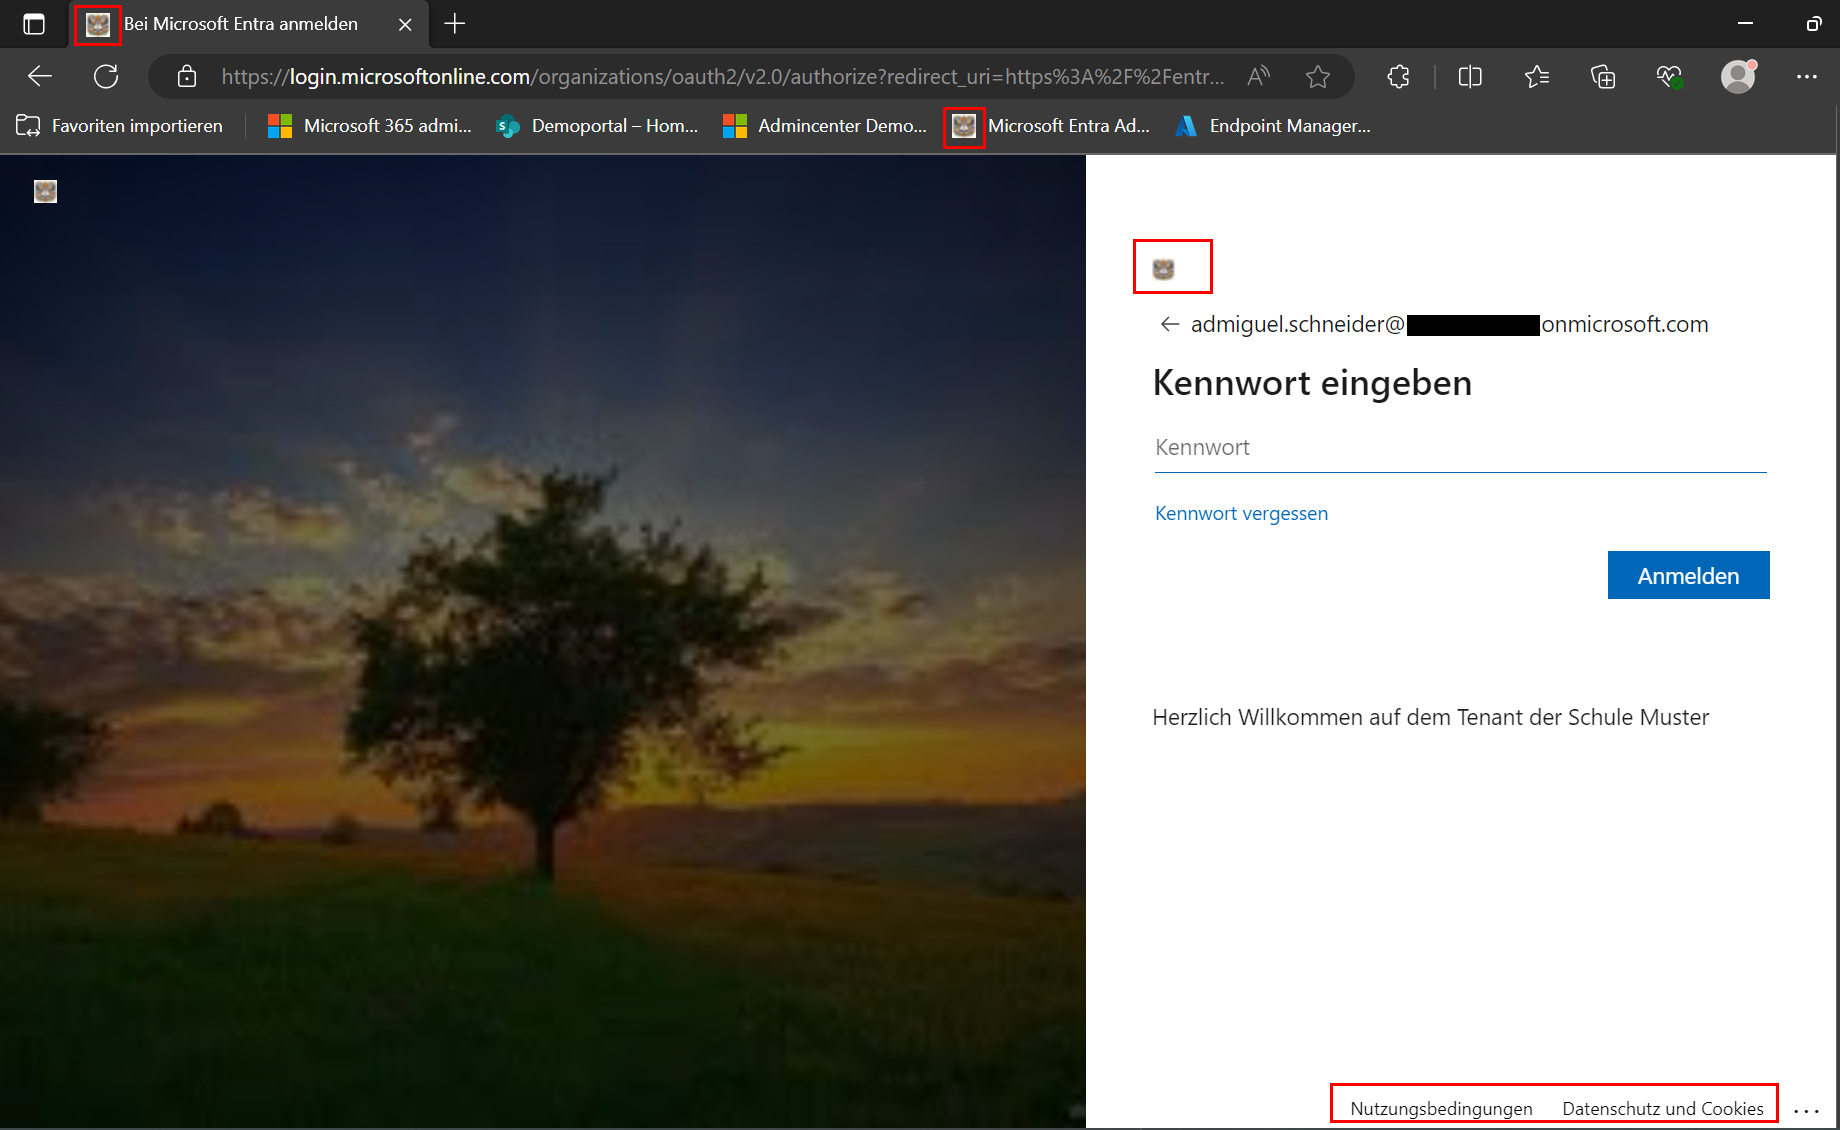 Bei Microsoft Entra anmelden
https://login.microsoftonline.com/organizations/oauth2/v2.0/authorize?redirect_uri=https%3A%2F%2Fentr...
Favoriten importieren
Microsoft 365 admi...
Demoportal – Hom...
Admincenter Demo...
Microsoft Entra Ad...
Endpoint Manager...
admiguel.schneider@ onmicrosoft.com
Kennwort eingeben
Kennwort
Kennwort vergessen
Anmelden
Herzlich Willkommen auf dem Tenant der Schule Muster
Nutzungsbedingungen Datenschutz und Cookies ...